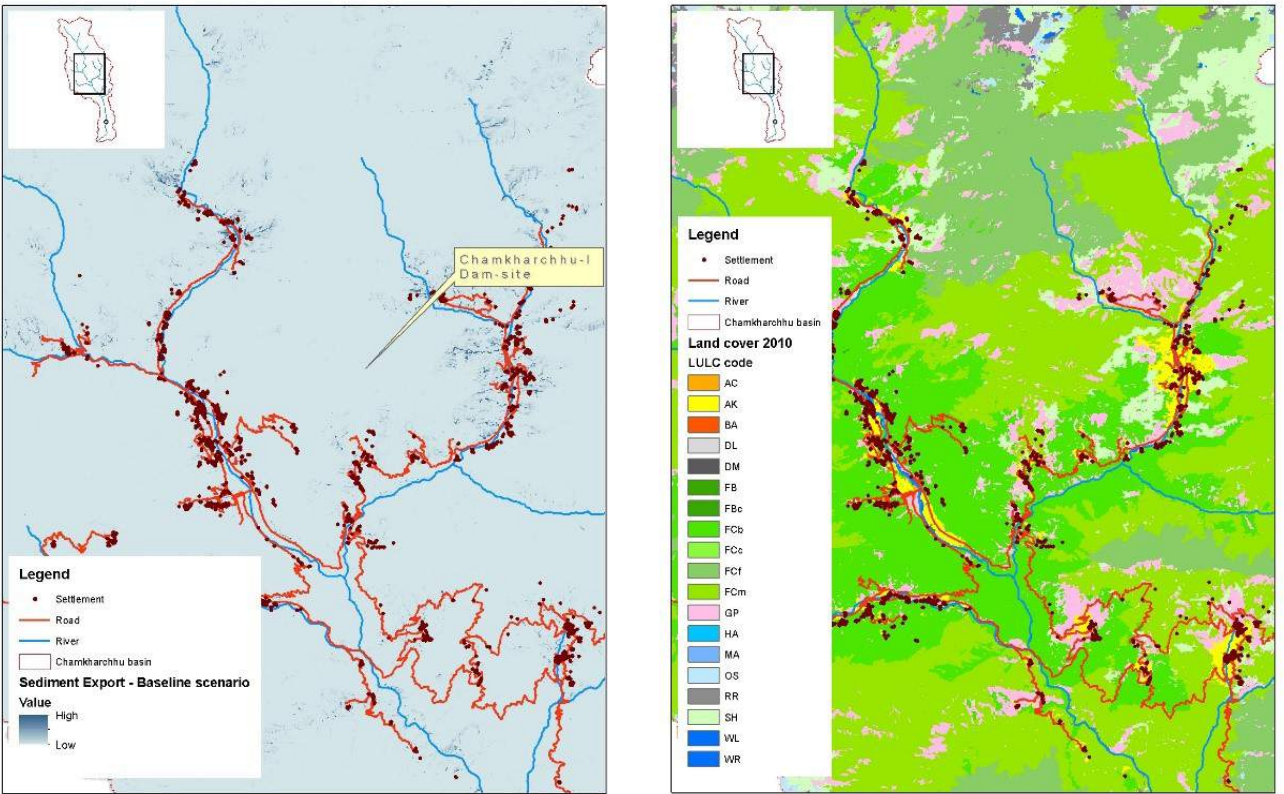 Chamkharchhu-I
Dam-site
Legend
Settlement
Road
River
Chamkharchhu basin
Sediment Export - Baseline scenario
Value
High
Low
Legend
Settlement
Road
River
Chamkharchhu basin
Land cover 2010
LULC code
AC
AK
BA
DL
DM
FB
FBc
FCb
FCc
FCf
FCm
GP
HA
MA
OS
RR
SH
WL
WR